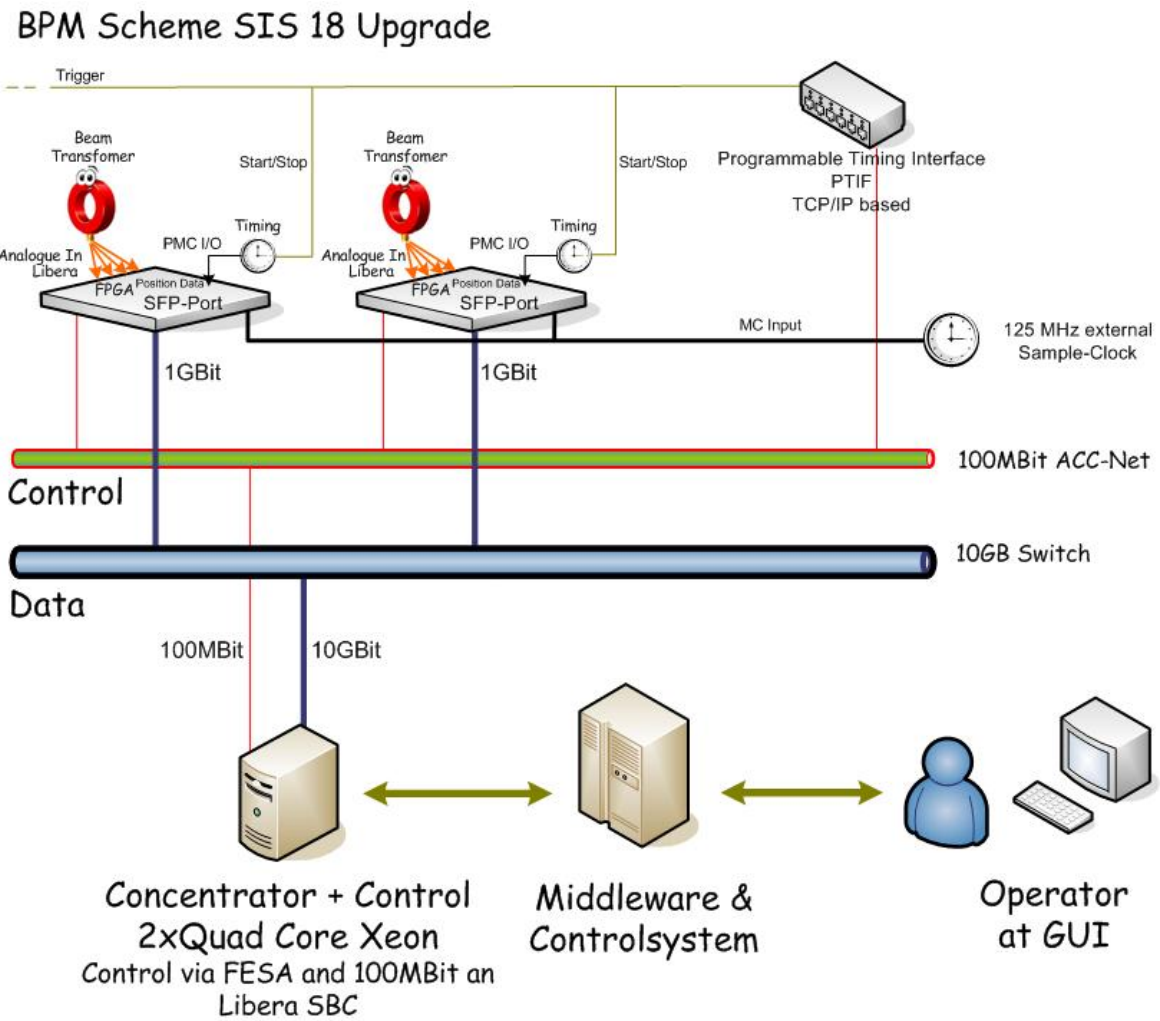 BPM Scheme SIS 18 Upgrade
Trigger
Beam
Transfomer
Start/Stop
Beam
Transfomer
Start/Stop
Programmable Timing Interface
PTIF
TCP/IP based
Analogue In
Libera
PMC I/O
Timing
FPGA
Position Data
SFP-Port
Analogue In
Libera
PMC I/O
Timing
FPGA
Position Data
SFP-Port
MC Input
125 MHz external
Sample-Clock
1GBit
1GBit
100MBit ACC-Net
Control
10GB Switch
Data
100MBit
10GBit
Concentrator + Control
2xQuad Core Xeon
Control via FESA and 100MBit an
Libera SBC
Middleware &
Controlsystem
Operator
at GUI